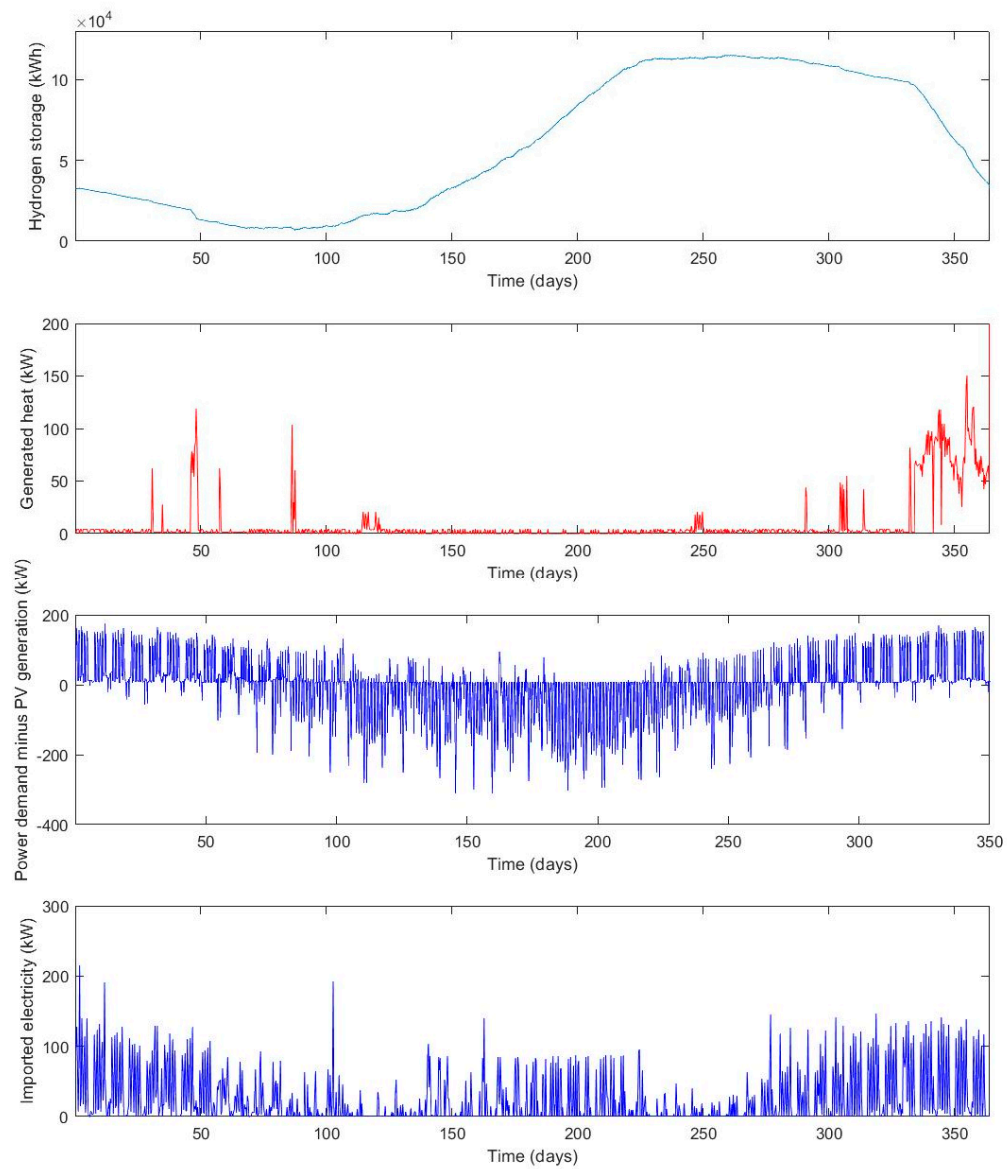 ×10⁴
10
5
0
Hydrogen storage (kWh)
50 100 150 200 250 300 350
Time (days)
200
150
100
50
0
Generated heat (kW)
50 100 150 200 250 300 350
Time (days)
200
0
-200
-400
Power demand minus PV generation (kW)
50 100 150 200 250 300 350
Time (days)
300
200
100
0
Imported electricity (kW)
50 100 150 200 250 300 350
Time (days)